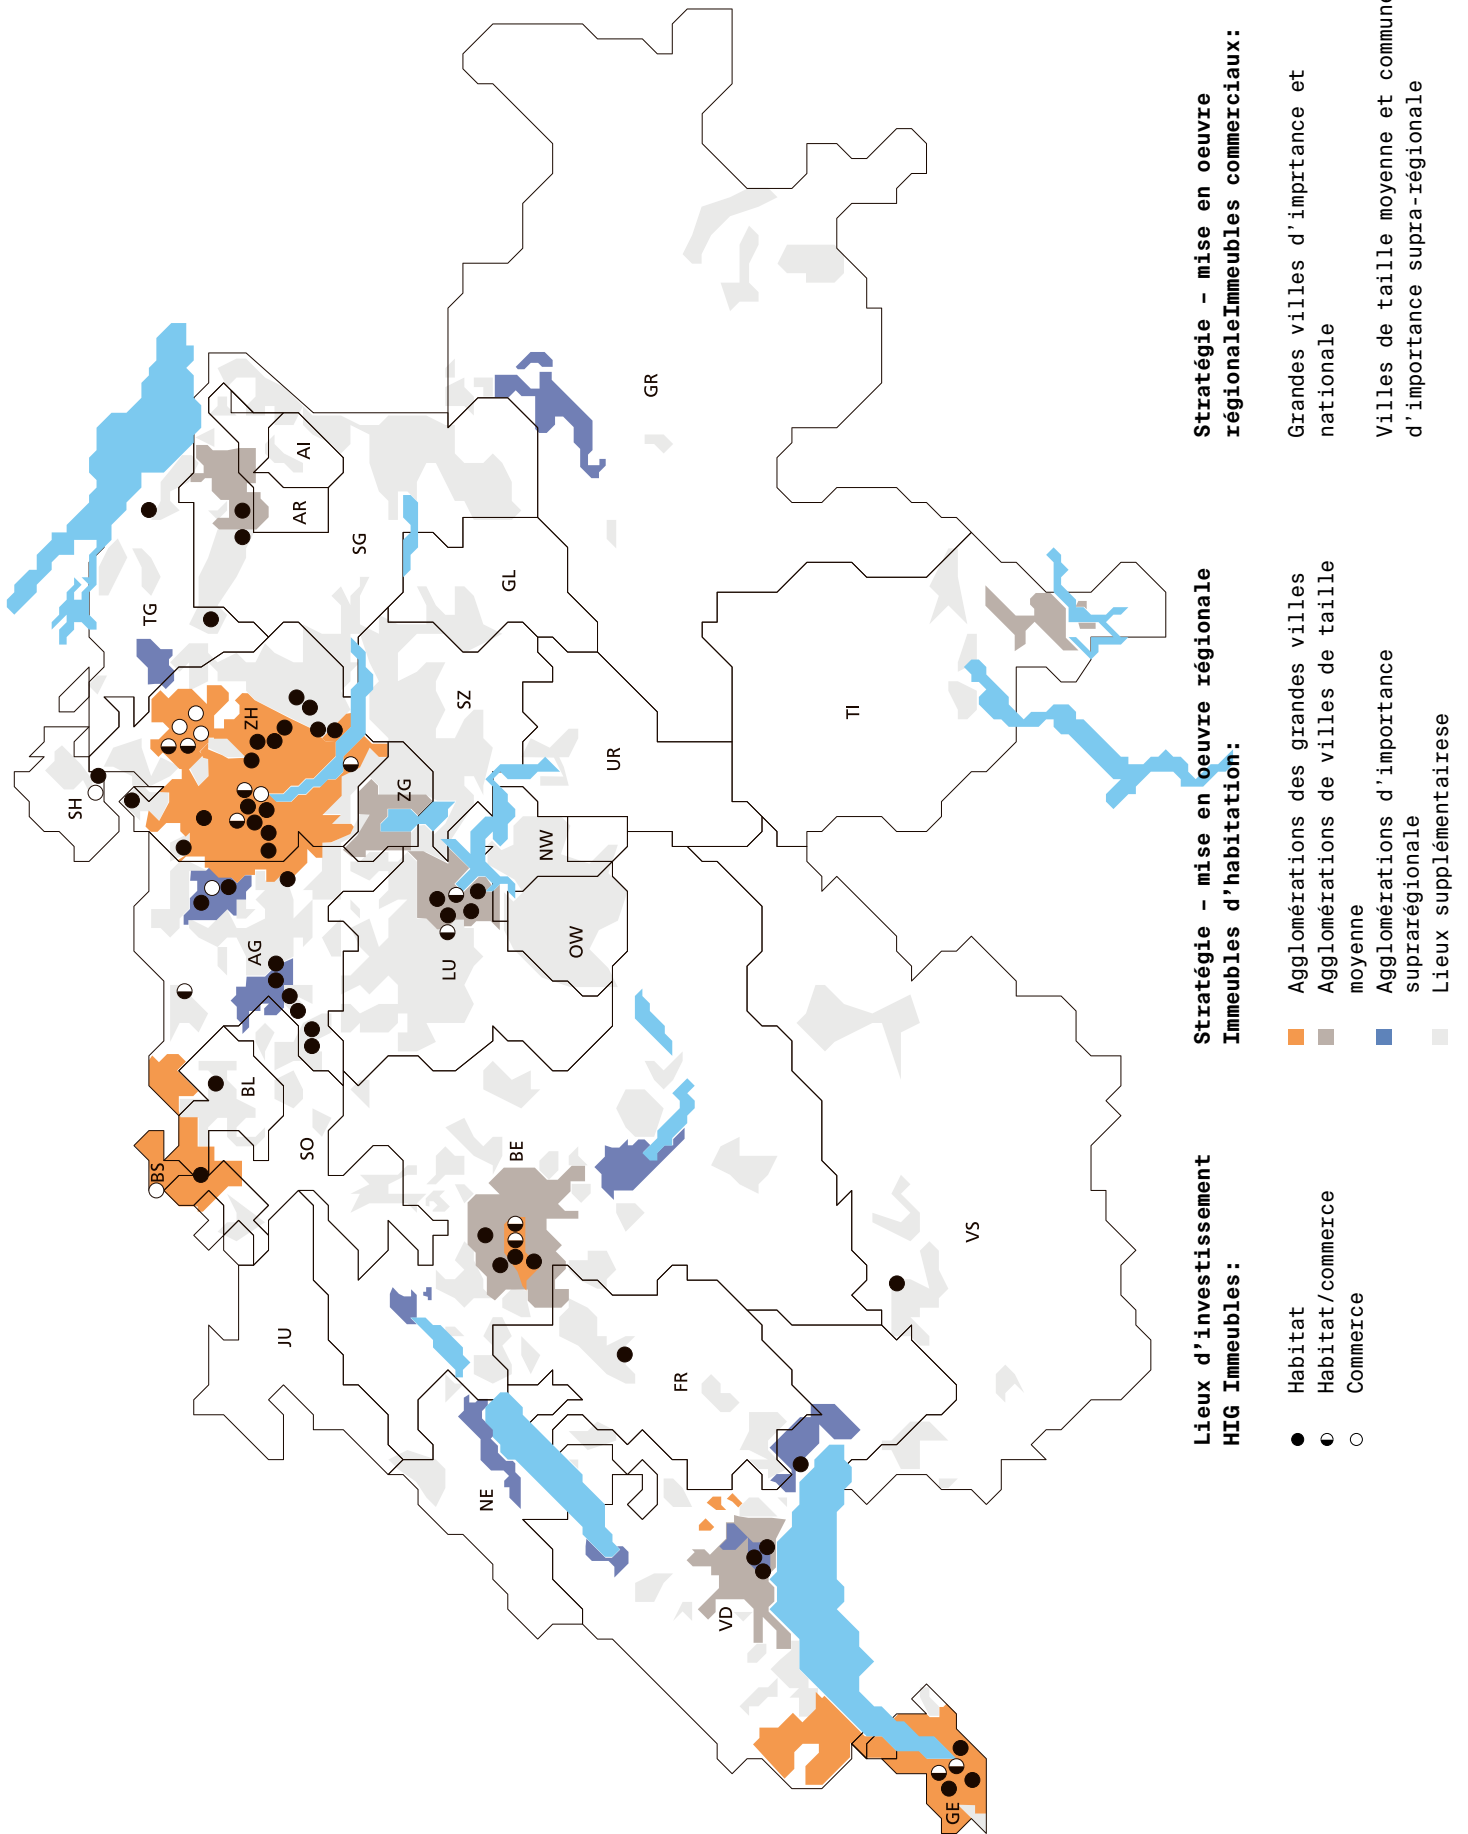 SH
TG
BS
ZH
AI
AR
BL
AG
SG
SO
JU
ZG
SZ
GL
LU
NW
OW
UR
GR
BE
NE
FR
TI
VD
VS
GE
Lieux d'investissement
HIG Immeubles:
Habitat
Habitat/commerce
Commerce
Stratégie – mise en oeuvre régionale
Immeubles d'habitation:
Agglomérations des grandes villes
Agglomérations de villes de taille
moyenne
Agglomérations d'importance
suprarégionale
Lieux supplémentairese
Stratégie – mise en oeuvre
régionaleImmeubles commerciaux:
Grandes villes d'imprtance et
nationale
Villes de taille moyenne et commune
d'importance supra-régionale